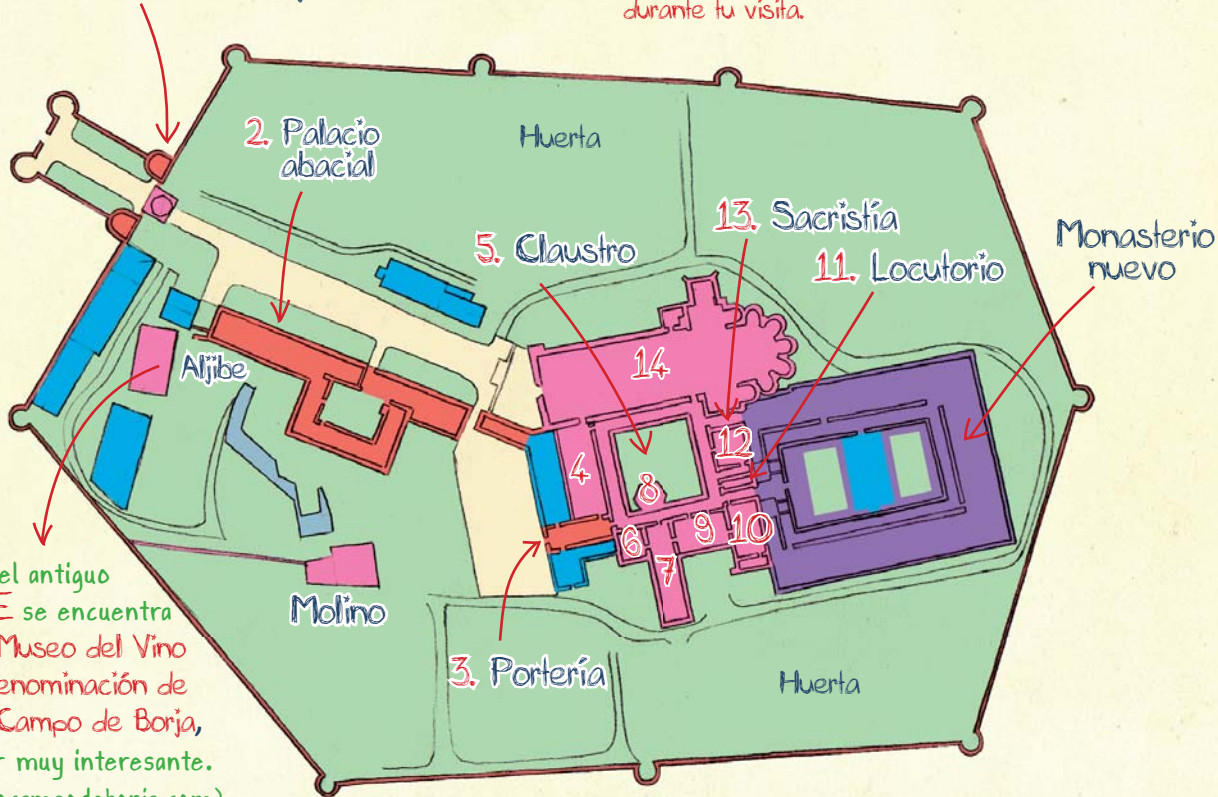 durante tu visita.
2. Palacio
abacial
Huerta
13. Sacristía
5. Claustro
11. Locutorio
Monasterio
nuevo
14
Aljibe
12
4
8
9
10
6
7
el antiguo
E se encuentra
Museo del Vino
enominación de
Campo de Borja,
r muy interesante.
Molino
3. Portería
Huerta